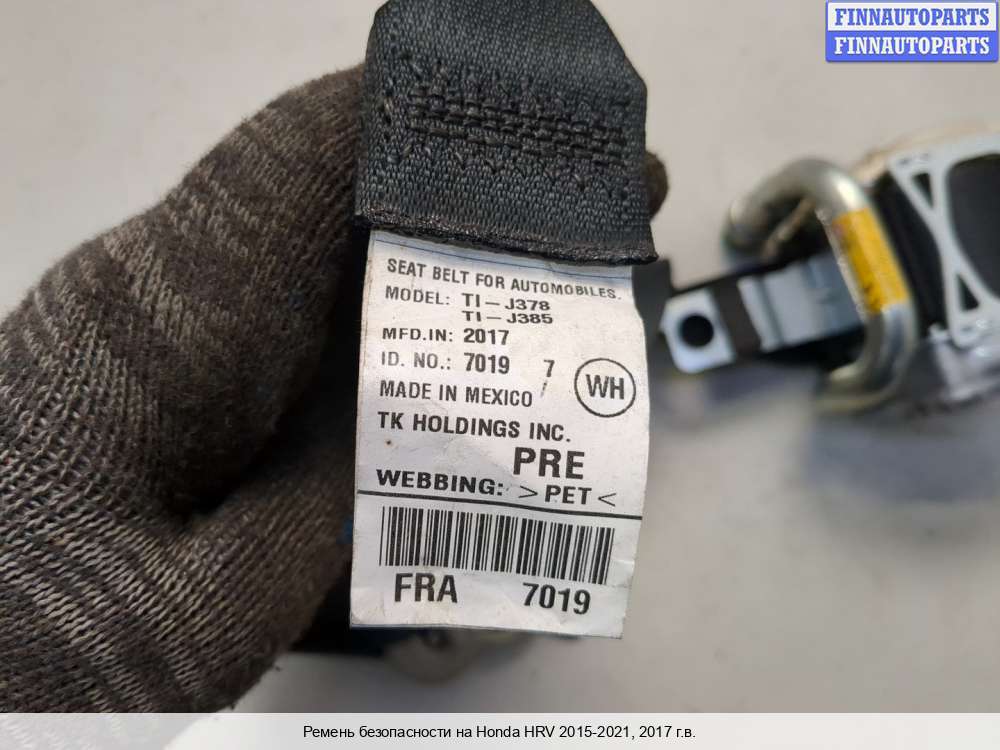 FINNAUTOPARTS
FINNAUTOPARTS
SEAT BELT FOR AUTOMOBILES.
MODEL: TI-J378
TI-J385
MFD.IN: 2017
ID. NO.: 7019 7
MADE IN MEXICO
WH
TK HOLDINGS INC.
PRE
WEBBING: >PET<
FRA 7019
Ремень безопасности на Honda HRV 2015-2021, 2017 г.в.